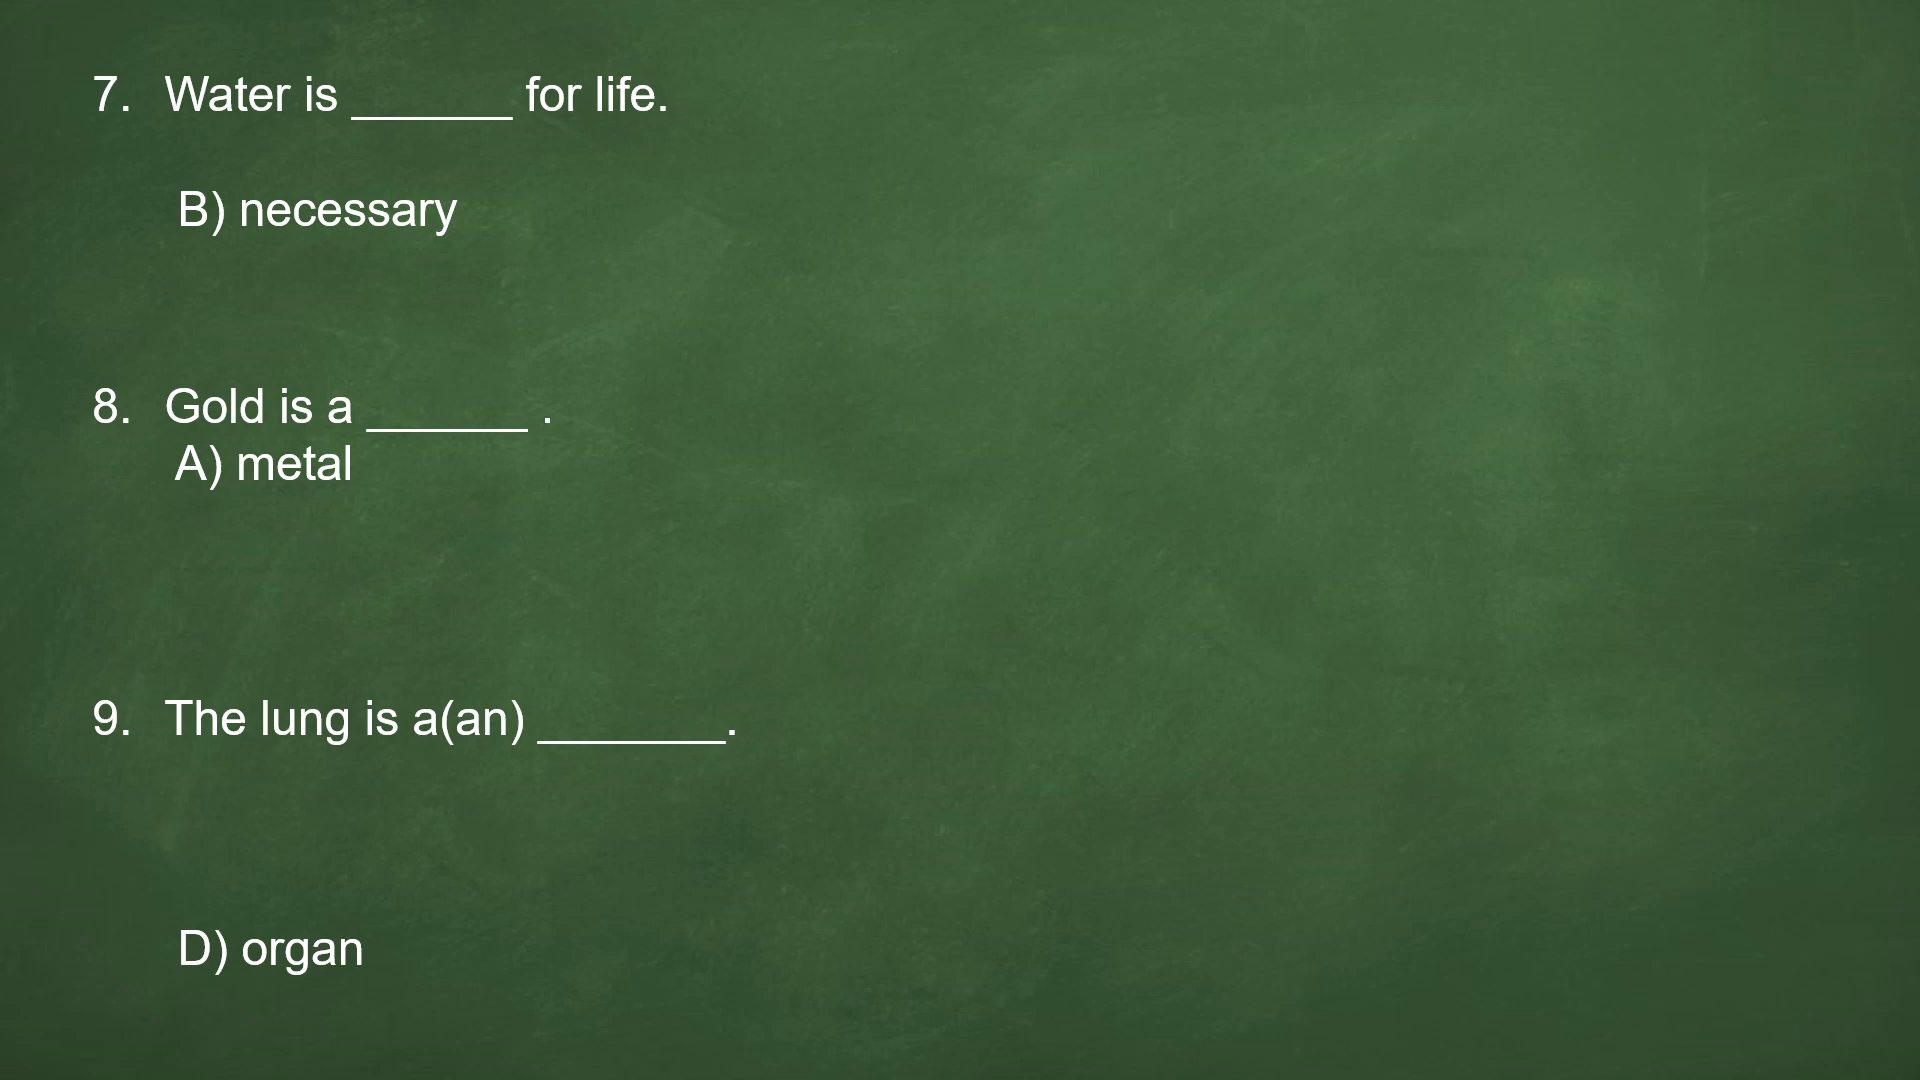 7. Water is ______ for life.
B) necessary
8. Gold is a ______ .
A) metal
9. The lung is a(an) _______.
D) organ